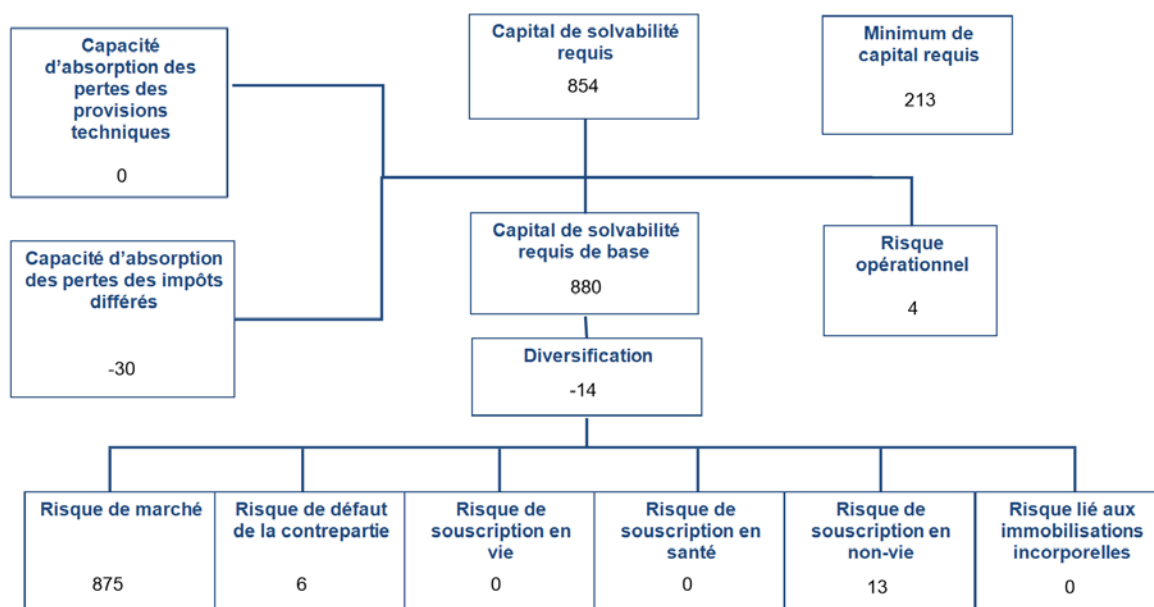 Capacité
d'absorption des
pertes des
provisions
techniques
0
Capital de solvabilité
requis
854
Minimum de
capital requis
213
Capacité d'absorption
des pertes des impôts
différés
-30
Capital de solvabilité
requis de base
880
Risque
opérationnel
4
Diversification
-14
Risque de marché
875
Risque de défaut
de la contrepartie
6
Risque de
souscription en
vie
0
Risque de
souscription en
santé
0
Risque de
souscription en
non-vie
13
Risque lié aux
immobilisations
incorporelles
0